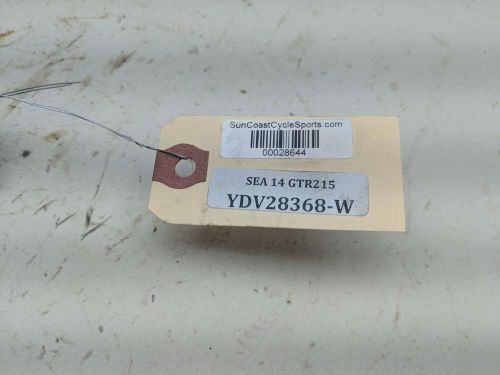 SunCoastCycleSports.com
00028644
SEA 14 GTR215
YDV28368-W